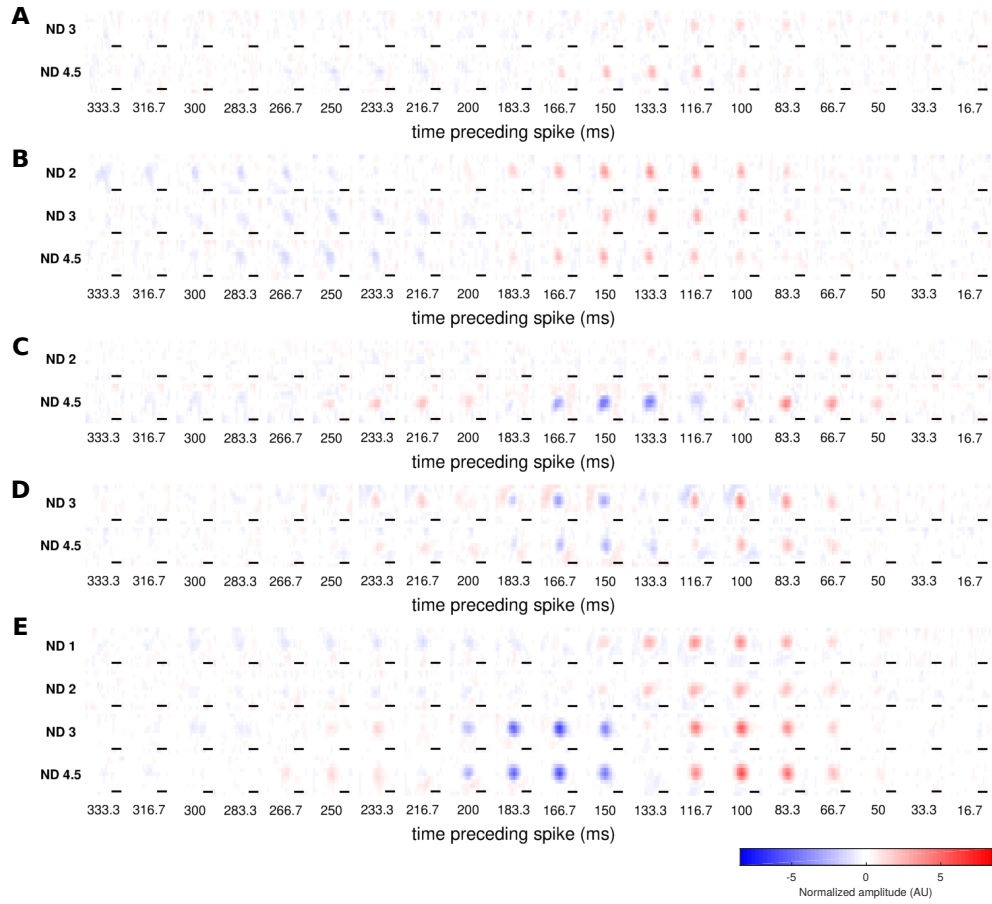 A
ND 3
ND 4.5
333.3 316.7 300 283.3 266.7 250 233.3 216.7 200 183.3 166.7 150 133.3 116.7 100 83.3 66.7 50 33.3 16.7
time preceding spike (ms)
B
ND 2
ND 3
ND 4.5
333.3 316.7 300 283.3 266.7 250 233.3 216.7 200 183.3 166.7 150 133.3 116.7 100 83.3 66.7 50 33.3 16.7
time preceding spike (ms)
C
ND 2
ND 4.5
333.3 316.7 300 283.3 266.7 250 233.3 216.7 200 183.3 166.7 150 133.3 116.7 100 83.3 66.7 50 33.3 16.7
time preceding spike (ms)
D
ND 3
ND 4.5
333.3 316.7 300 283.3 266.7 250 233.3 216.7 200 183.3 166.7 150 133.3 116.7 100 83.3 66.7 50 33.3 16.7
time preceding spike (ms)
E
ND 1
ND 2
ND 3
ND 4.5
333.3 316.7 300 283.3 266.7 250 233.3 216.7 200 183.3 166.7 150 133.3 116.7 100 83.3 66.7 50 33.3 16.7
time preceding spike (ms)
-5 0 5
Normalized amplitude (AU)